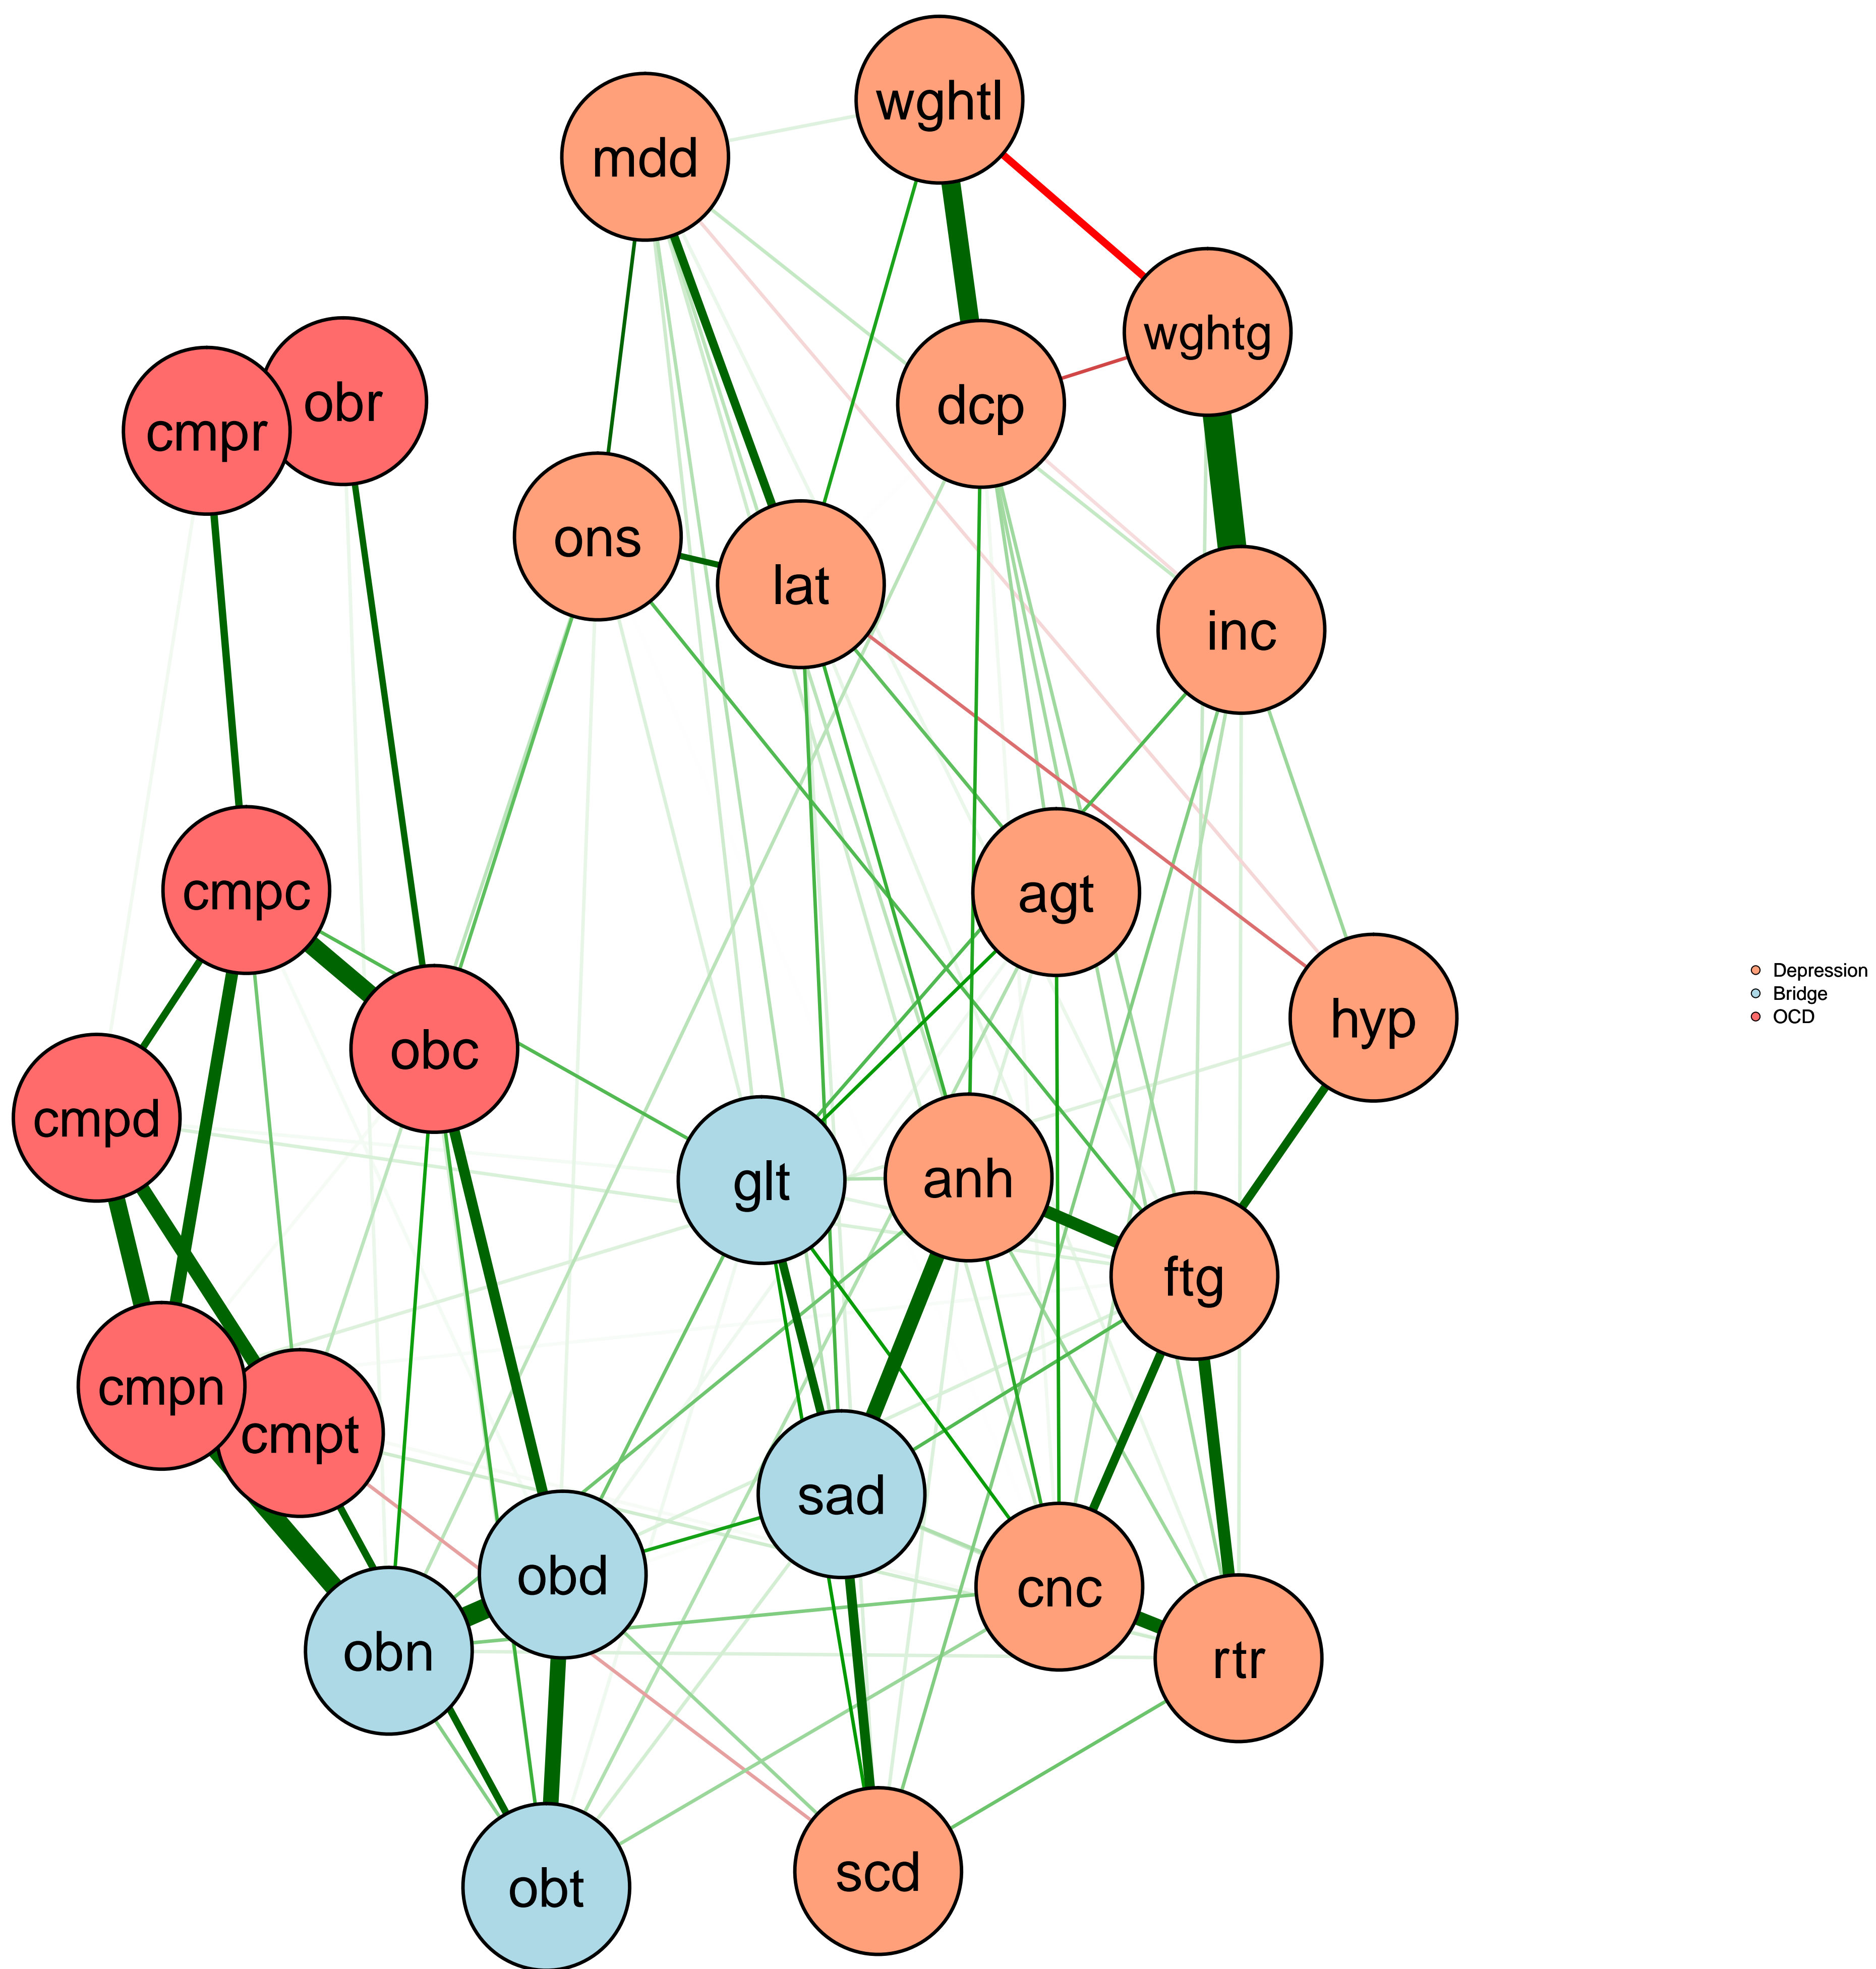 wghtl
mdd
wghtg
dcp
obr
cmpr
ons
lat
inc
cmpc
agt
obc
hyp
cmpd
glt
anh
ftg
cmpn
cmpt
sad
obd
cnc
obn
rtr
scd
obt
Depression
Bridge
OCD